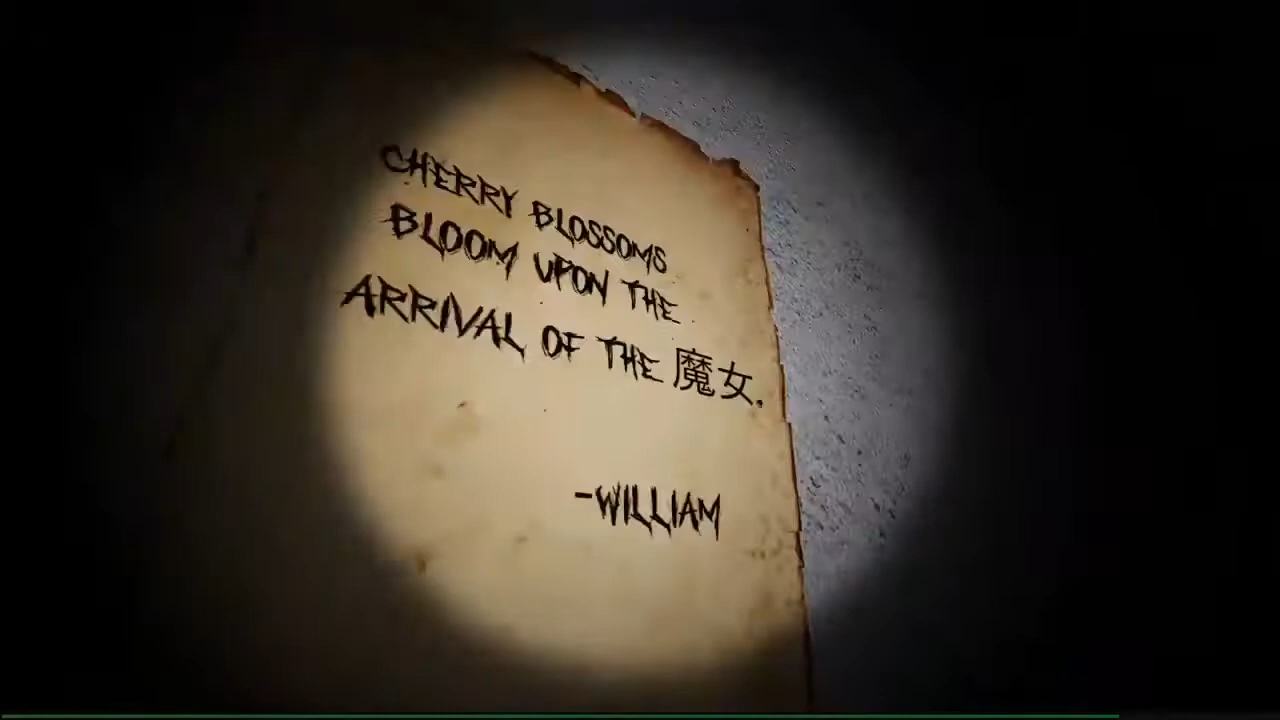 CHERRY BLOSSOMS
BLOOM UPON THE
ARRIVAL OF THE 魔女.
-WILLIAM